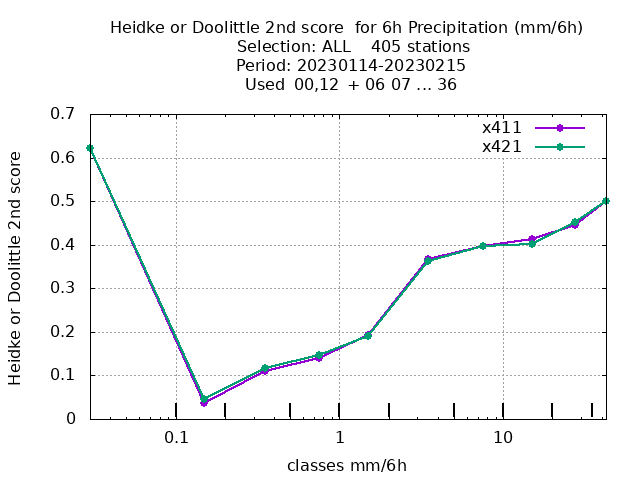 Heidke or Doolittle 2nd score  for 6h Precipitation (mm/6h)
Selection: ALL    405 stations
Period: 20230114-20230215
Used  00,12  + 06 07 ... 36
x411
x421
Heidke or Doolittle 2nd score
0.7
0.6
0.5
0.4
0.3
0.2
0.1
0
0.1 1 10
classes mm/6h